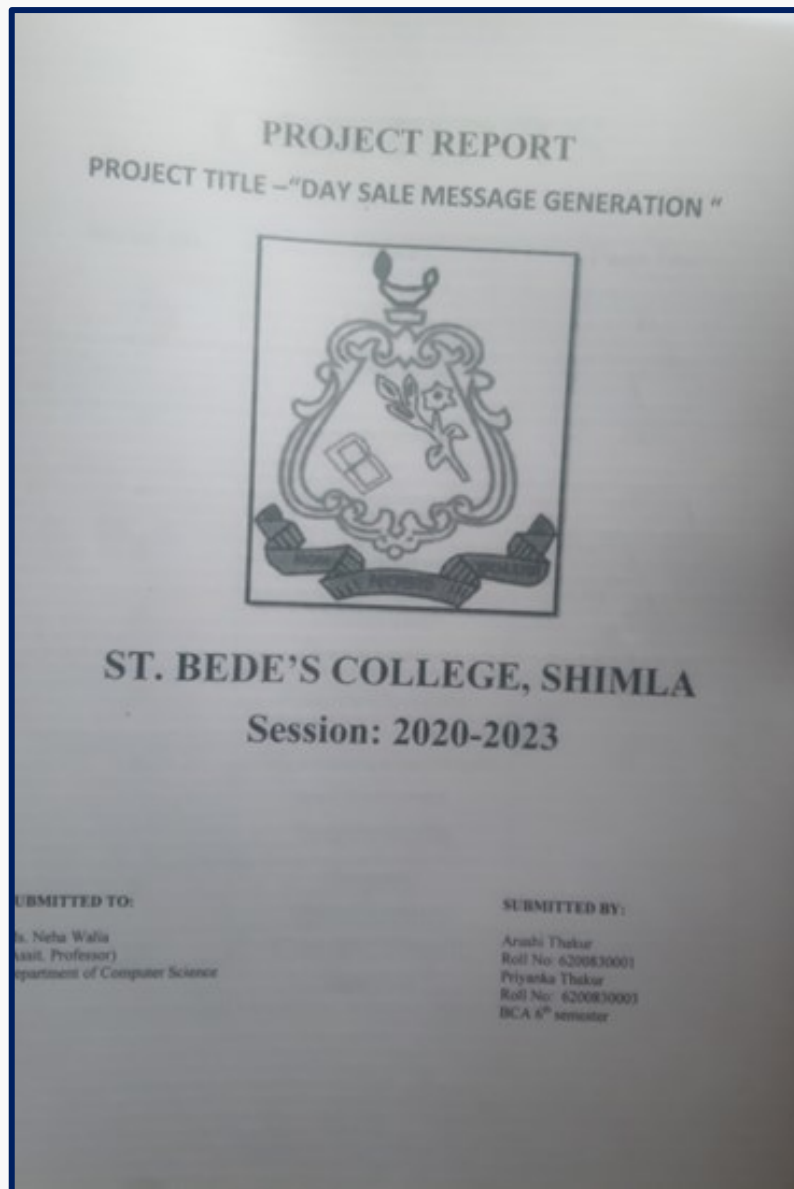 PROJECT REPORT
PROJECT TITLE –"DAY SALE MESSAGE GENERATION "
ST. BEDE'S COLLEGE, SHIMLA
Session: 2020-2023
UBMITTED TO:
s. Neha Walia
Assit. Professor)
epartment of Computer Science
SUBMITTED BY:
Arushi Thakur
Roll No: 6200830001
Priyanka Thakur
Roll No: 6200830003
BCA 6th semester